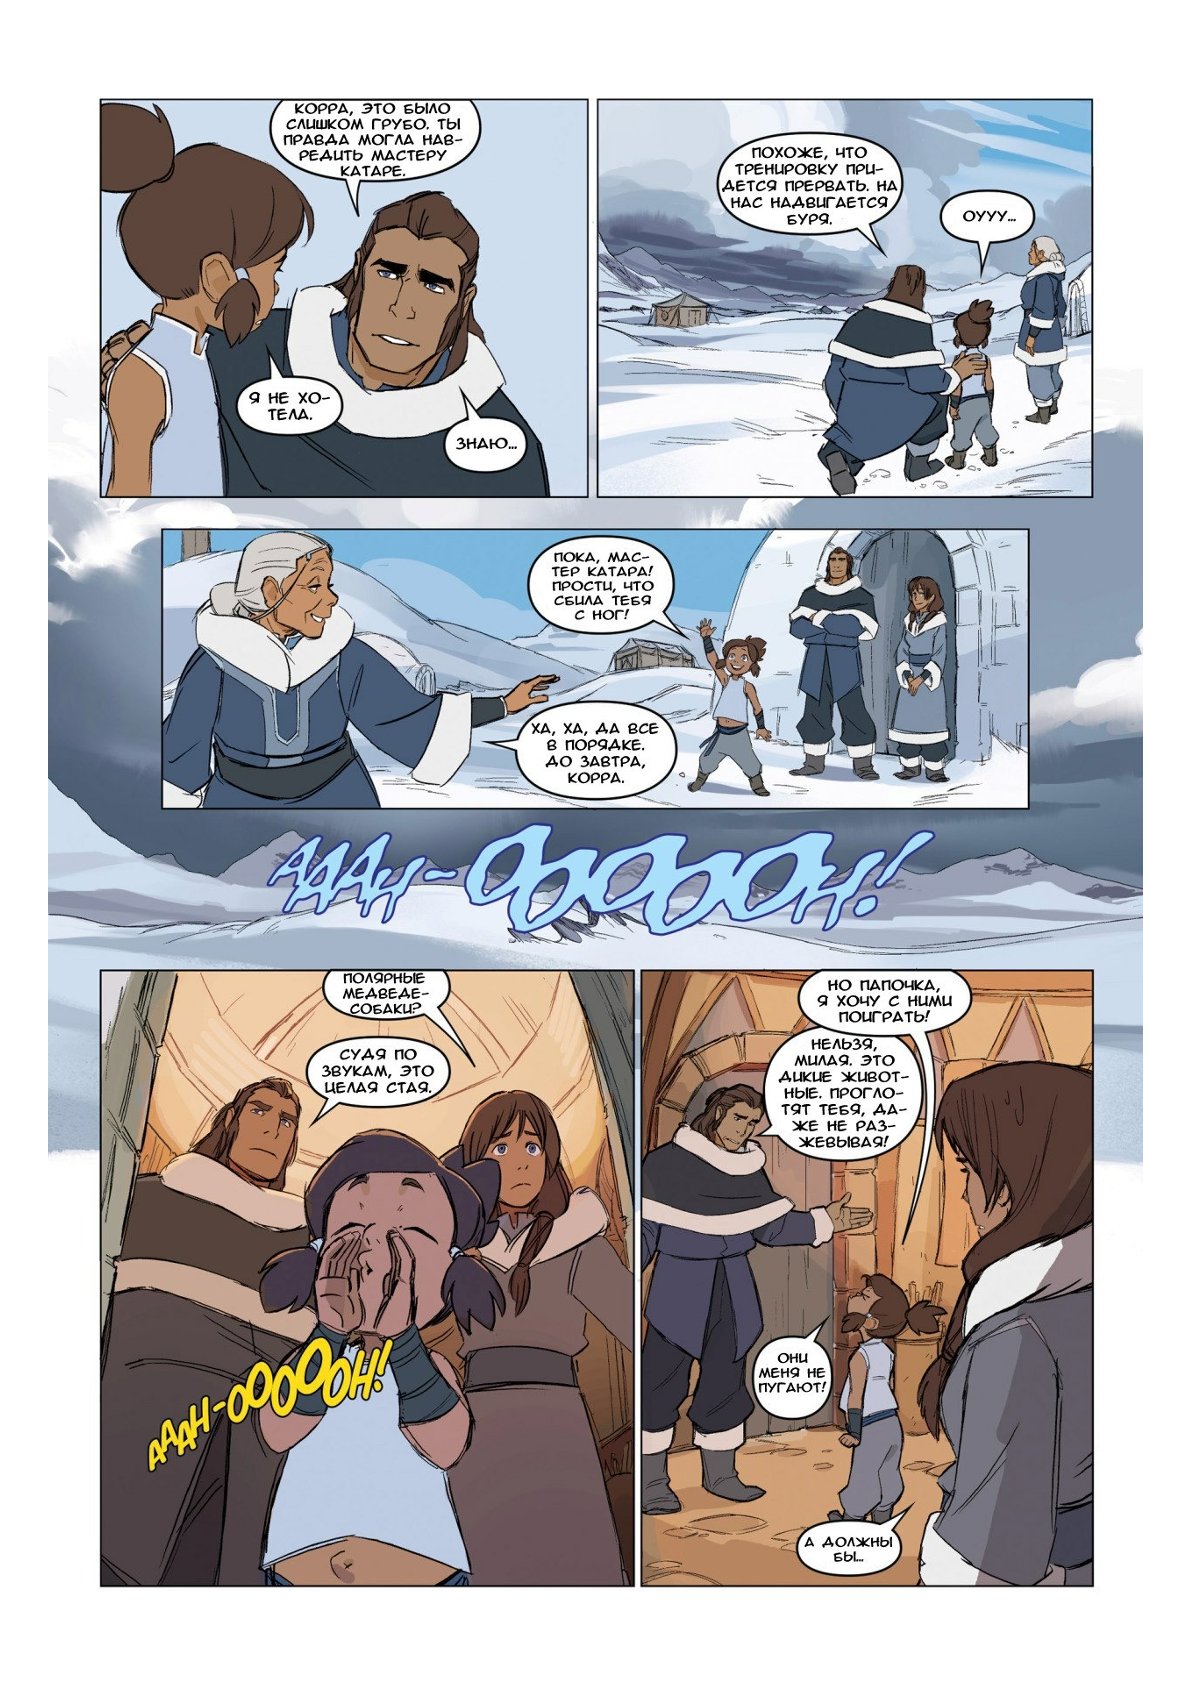 КОРРА, ЭТО БЫЛО
СЛИШКОМ ГРУБО. ТЫ
ПРАВДА МОГЛА НАВ-
РЕДИТЬ МАСТЕРУ
КАТАРЕ.
Я НЕ ХО-
ТЕЛА.
ЗНАЮ...
ПОХОЖЕ, ЧТО
ТРЕНИРОВКУ ПРИ-
ДЕТСЯ ПРЕРВАТЬ. НА
НАС НАДВИГАЕТСЯ
БУРЯ.
ОУУУ...
ПОКА, МАС-
ТЕР КАТАРА!
ПРОСТИ, ЧТО
СБИЛА ТЕБЯ
С НОГ!
ХА, ХА, ДА ВСЕ
В ПОРЯДКЕ.
ДО ЗАВТРА,
КОРРА.
АААН-ОООООOН!
ПОЛЯРНЫЕ
МЕДВЕДЕ-
СОБАКИ?
СУДЯ ПО
ЗВУКАМ, ЭТО
ЦЕЛАЯ СТАЯ.
АААН-ОООООOН!
НО ПАПОЧКА,
Я ХОЧУ С НИМИ
ПОИГРАТЬ!
НЕЛЬЗЯ,
МИЛАЯ. ЭТО
ДИКИЕ ЖИВОТ-
НЫЕ. ПРОГЛО-
ТЯТ ТЕБЯ, ДА-
ЖЕ НЕ РАЗ-
ЖЕВЫВАЯ!
ОНИ
МЕНЯ НЕ
ПУГАЮТ!
А ДОЛЖНЫ
БЫ...